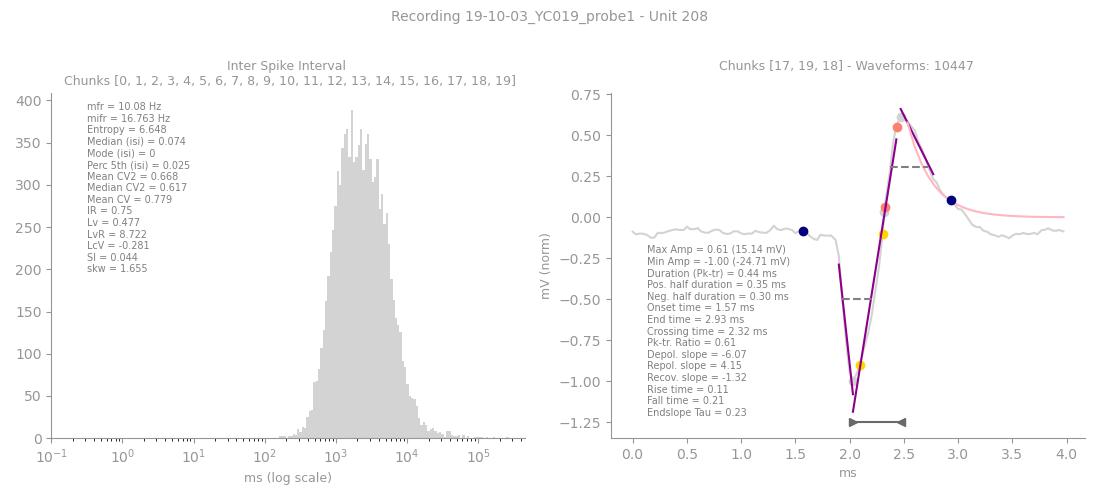 Recording 19-10-03_YC019_probe1 - Unit 208
Inter Spike Interval
Chunks [0, 1, 2, 3, 4, 5, 6, 7, 8, 9, 10, 11, 12, 13, 14, 15, 16, 17, 18, 19]
400
350
300
250
200
150
100
50
0
mfr = 10.08 Hz
mifr = 16.763 Hz
Entropy = 6.648
Median (isi) = 0.074
Mode (isi) = 0
Perc 5th (isi) = 0.025
Mean CV2 = 0.668
Median CV2 = 0.617
Mean CV = 0.779
IR = 0.75
Lv = 0.477
LvR = 8.722
LcV = -0.281
SI = 0.044
skw = 1.655
10⁻¹ 10⁰ 10¹ 10² 10³ 10⁴ 10⁵
ms (log scale)
Chunks [17, 19, 18] - Waveforms: 10447
mV (norm)
0.75
0.50
0.25
0.00
−0.25
−0.50
−0.75
−1.00
−1.25
Max Amp = 0.61 (15.14 mV)
Min Amp = -1.00 (-24.71 mV)
Duration (Pk-tr) = 0.44 ms
Pos. half duration = 0.35 ms
Neg. half duration = 0.30 ms
Onset time = 1.57 ms
End time = 2.93 ms
Crossing time = 2.32 ms
Pk-tr. Ratio = 0.61
Depol. slope = -6.07
Repol. slope = 4.15
Recov. slope = -1.32
Rise time = 0.11
Fall time = 0.21
Endslope Tau = 0.23
0.0 0.5 1.0 1.5 2.0 2.5 3.0 3.5 4.0
ms